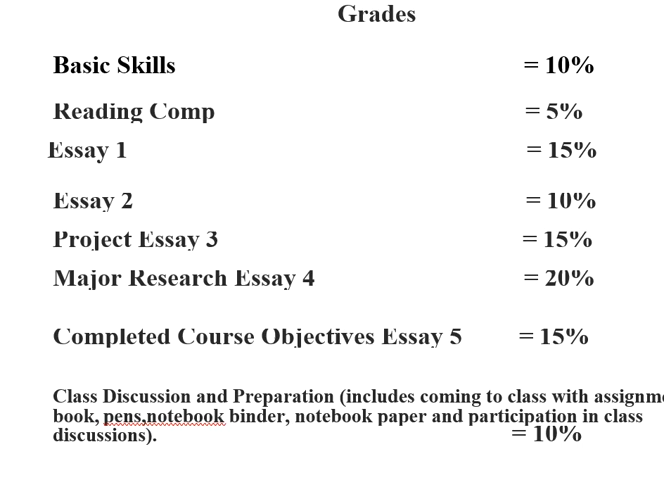 Grades
Basic Skills = 10%
Reading Comp = 5%
Essay 1 = 15%
Essay 2 = 10%
Project Essay 3 = 15%
Major Research Essay 4 = 20%
Completed Course Objectives Essay 5 = 15%
Class Discussion and Preparation (includes coming to class with assignme
book, pens,notebook binder, notebook paper and participation in class
discussions). = 10%